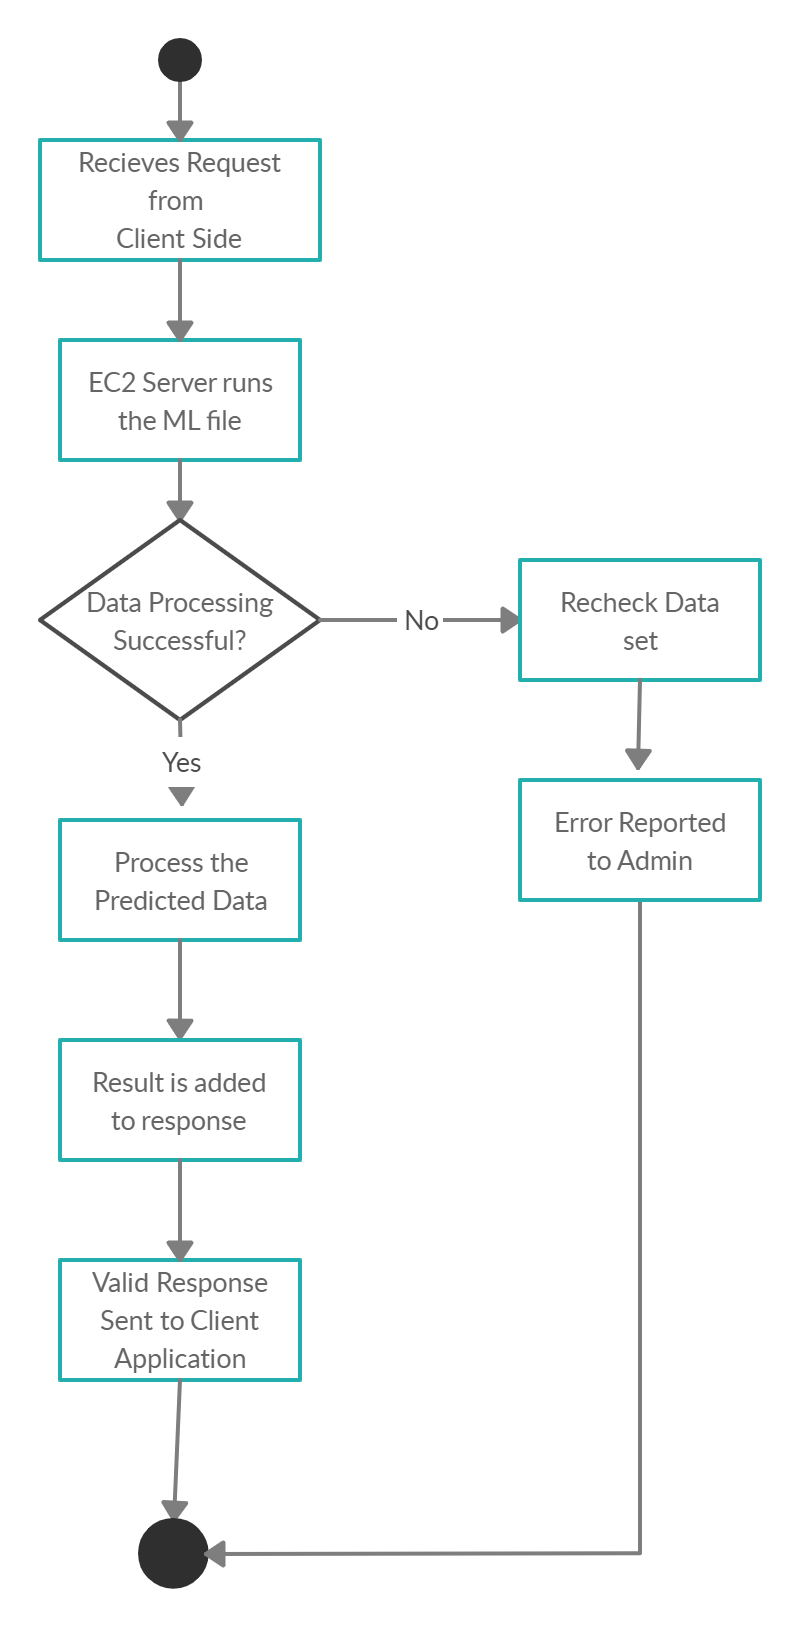 Recieves Request
from
Client Side
EC2 Server runs
the ML file
Data Processing
Successful?
No
Recheck Data
set
Yes
Error Reported
to Admin
Process the
Predicted Data
Result is added
to response
Valid Response
Sent to Client
Application